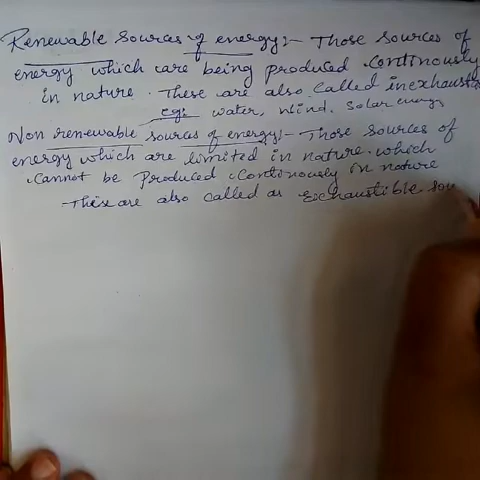 Renewable Sources of energy:- Those sources of
energy which are being produced continously
in nature. These are also called inexhaustib
eg:- water, wind. Solar energy
Non renewable sources of energy:- Those sources of
energy which are limited in nature. which
cannot be produced continously in nature
These are also called as Exhaustible sou